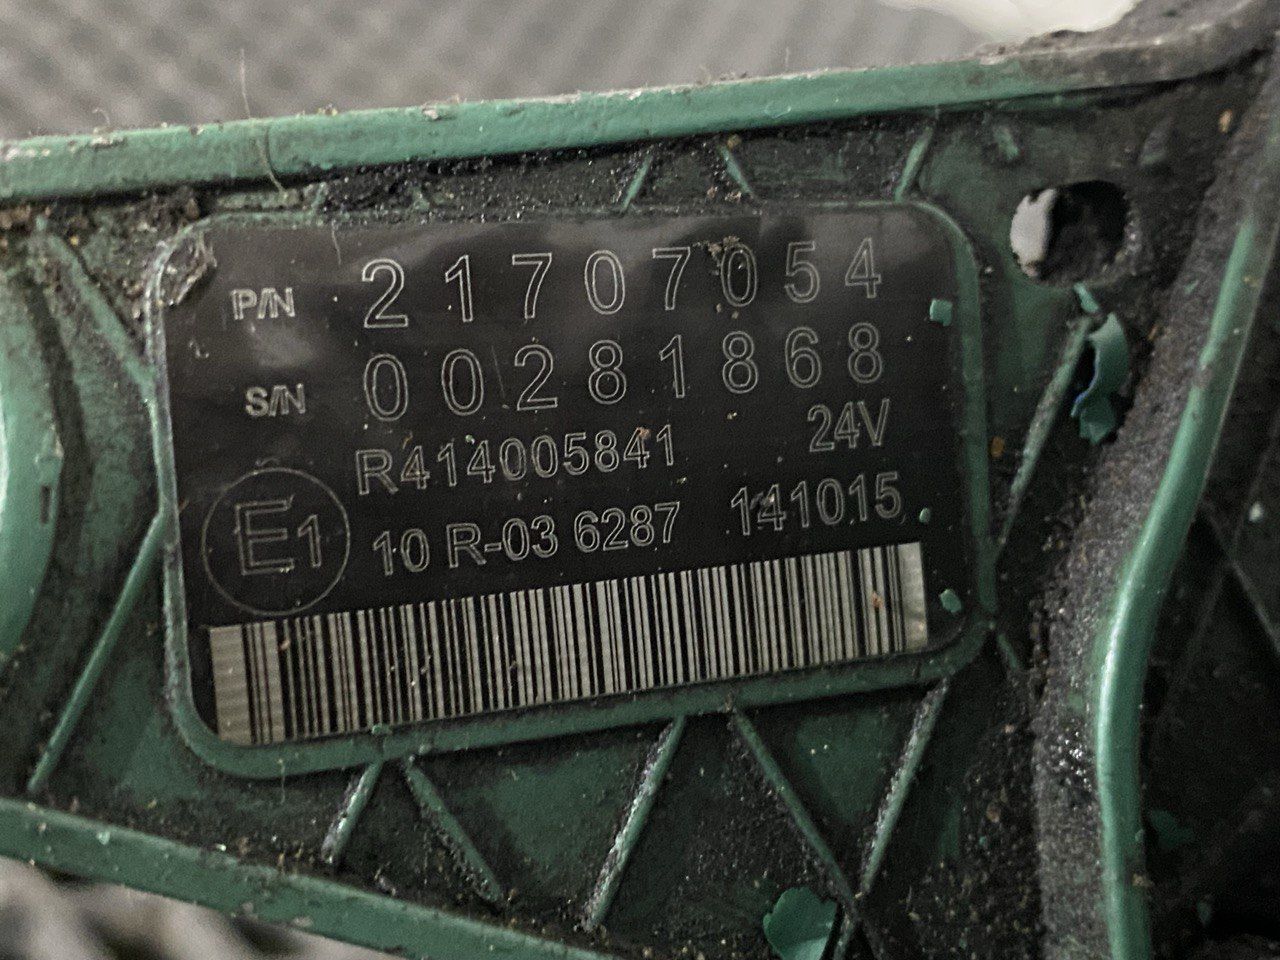 P/N 21707054
S/N 00281868
R414005841 24V
E1 10 R-03 6287 141015